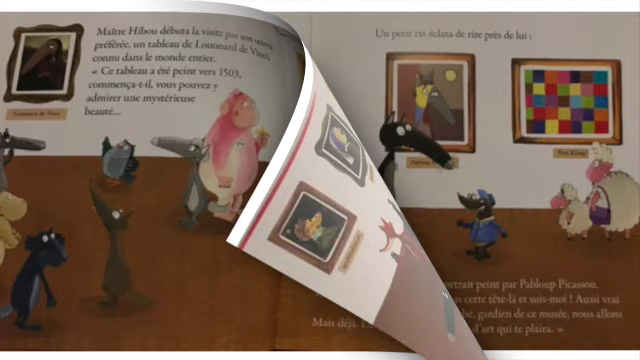 Maître Hibou débuta la visite par son œuvre
préférée, un tableau de Louonard de Vinci,
connu dans le monde entier.
« Ce tableau a été peint vers 1503,
commença-t-il, vous pouvez y
admirer une mystérieuse
beauté...
Louonard de Vinci
Un petit rat éclata de rire près de lui :
ortrait peint par Pabloup Picassou.
cette tête-là et suis-moi ! Aussi vrai
gardien de ce musée, nous allons
Mais déjà,
d'art qui te plaira. »